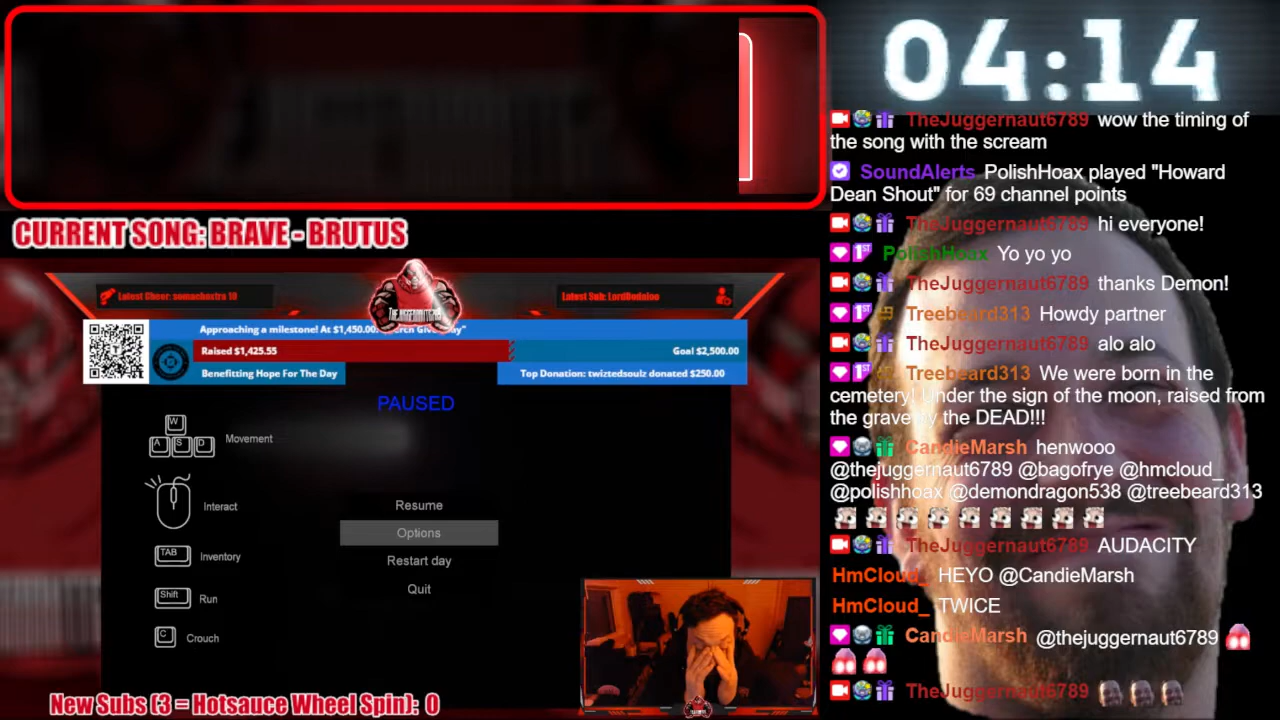 04:14
TheJuggernaut6789 wow the timing of
the song with the scream
SoundAlerts PolishHoax played "Howard
Dean Shout" for 69 channel points
TheJuggernaut6789 hi everyone!
PolishHoax Yo yo yo
TheJuggernaut6789 thanks Demon!
Treebeard313 Howdy partner
TheJuggernaut6789 alo alo
Treebeard313 We were born in the
cemetery! Under the sign of the moon, raised from
the grave by the DEAD!!!
CandieMarsh henwooo
@thejuggernaut6789 @bagofrye @hmcloud_
@polishhoax @demondragon538 @treebeard313
TheJuggernaut6789 AUDACITY
HmCloud_ HEYO @CandieMarsh
HmCloud_ TWICE
CandieMarsh @thejuggernaut6789
TheJuggernaut6789
CURRENT SONG: BRAVE - BRUTUS
Latest Cheer: somachostra 10
Latest Sub: LordDodoloo
Approaching a milestone! At $1,450.00:
Raised $1,425.55
Goal $2,500.00
Benefitting Hope For The Day
Top Donation: twiztedsoulz donated $250.00
PAUSED
W
A S D
Movement
Interact
TAB
Inventory
Shift
Run
C
Crouch
Resume
Options
Restart day
Quit
New Subs (3 = Hotsauce Wheel Spin): 0